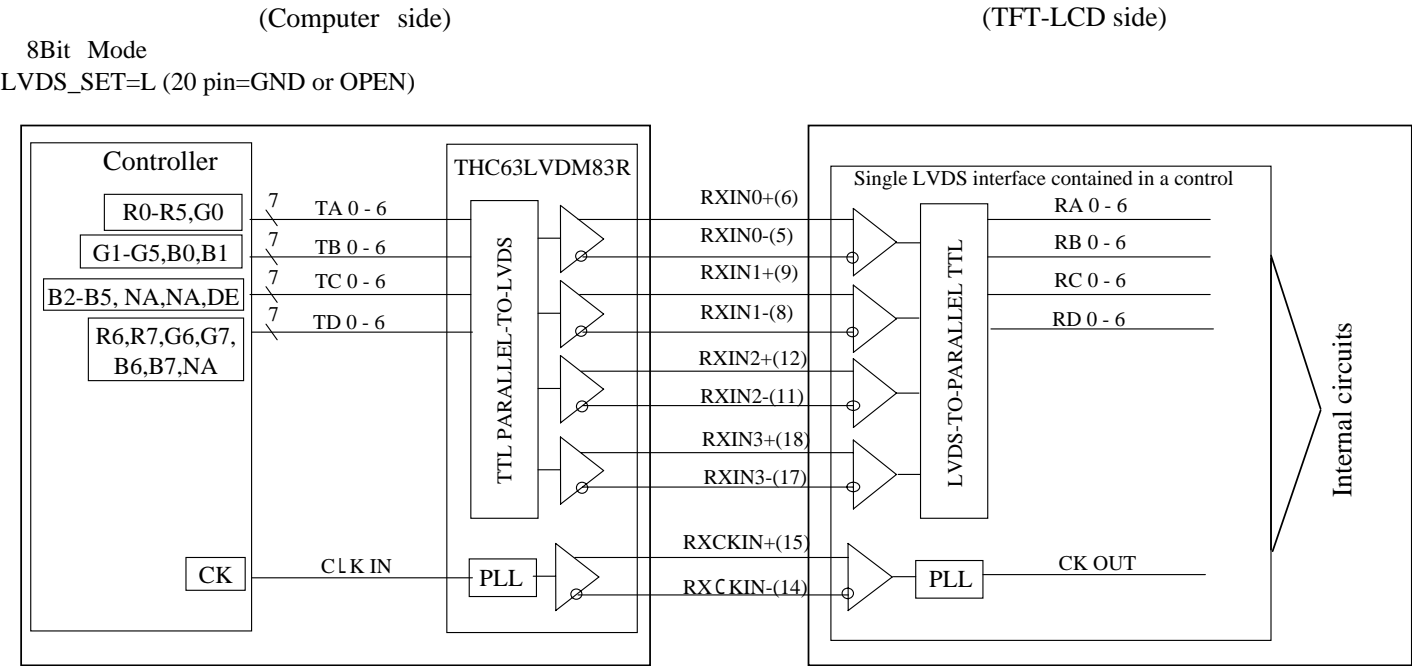 (Computer side)
(TFT-LCD side)
8Bit Mode
LVDS_SET=L (20 pin=GND or OPEN)
Controller
R0-R5,G0
G1-G5,B0,B1
B2-B5, NA,NA,DE
R6,R7,G6,G7,
B6,B7,NA
CK
7
TA 0 - 6
7
TB 0 - 6
7
TC 0 - 6
7
TD 0 - 6
CLK IN
THC63LVDM83R
TTL PARALLEL-TO-LVDS
PLL
RXIN0+(6)
RXIN0-(5)
RXIN1+(9)
RXIN1-(8)
RXIN2+(12)
RXIN2-(11)
RXIN3+(18)
RXIN3-(17)
RXCKIN+(15)
RXCKIN-(14)
Single LVDS interface contained in a control
LVDS-TO-PARALLEL TTL
PLL
RA 0 - 6
RB 0 - 6
RC 0 - 6
RD 0 - 6
CK OUT
Internal circuits